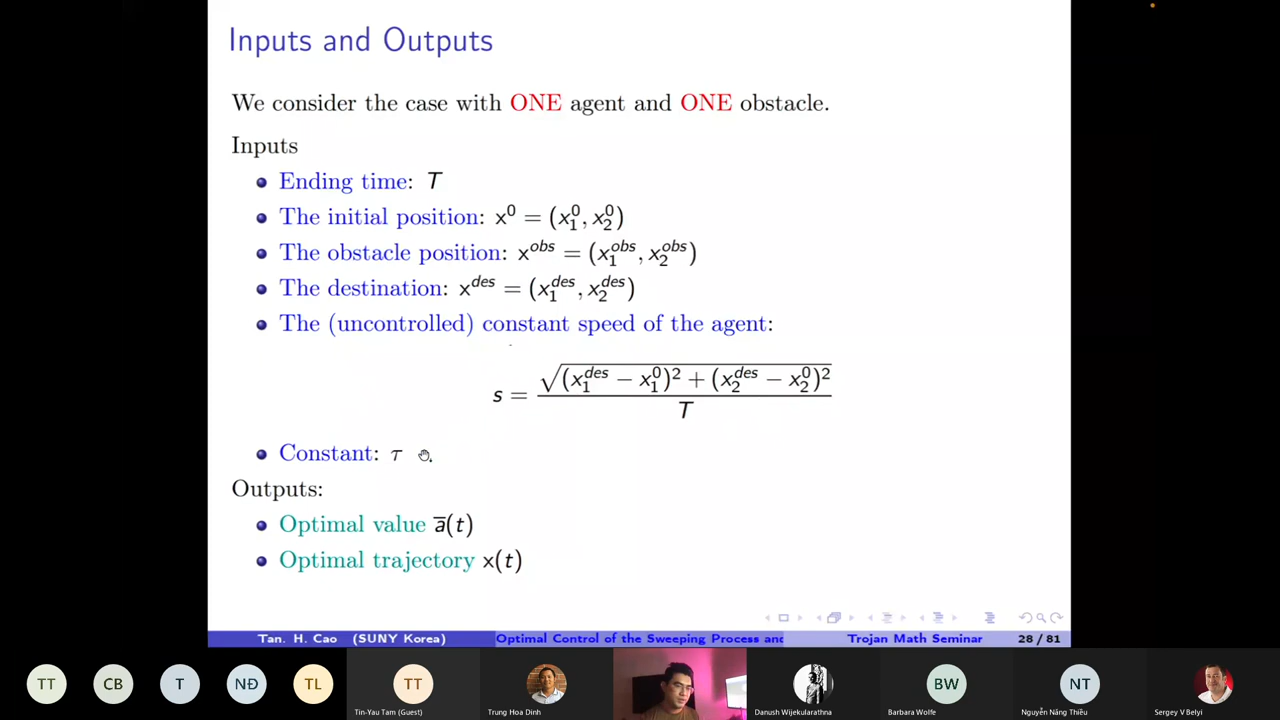 Inputs and Outputs
We consider the case with ONE agent and ONE obstacle.
Inputs
Ending time: T
The initial position: x⁰ = (x₁⁰, x₂⁰)
The obstacle position: x^obs = (x₁^obs, x₂^obs)
The destination: x^des = (x₁^des, x₂^des)
The (uncontrolled) constant speed of the agent:
s = √((x₁^des − x₁⁰)² + (x₂^des − x₂⁰)²) / T
Constant: τ
Outputs:
Optimal value a̅(t)
Optimal trajectory x(t)
Tan. H. Cao (SUNY Korea) Optimal Control of the Sweeping Process and Trojan Math Seminar 28 / 81
TT CB T NĐ TL TT BW NT
Tin-Yau Tam (Guest) Trung Hoa Dinh Danush Wijekularathna Barbara Wolfe Nguyễn Năng Thiều Sergey V Belyi